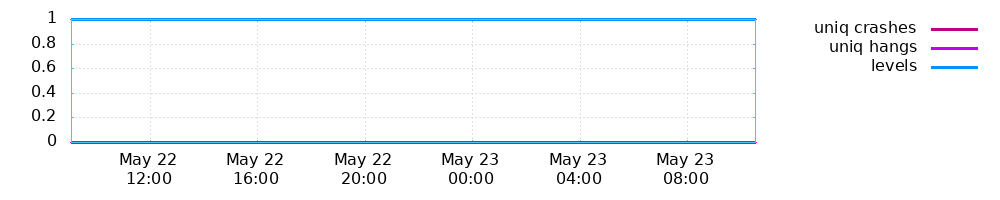 1
0.8
0.6
0.4
0.2
0
May 22
12:00
May 22
16:00
May 22
20:00
May 23
00:00
May 23
04:00
May 23
08:00
uniq crashes
uniq hangs
levels